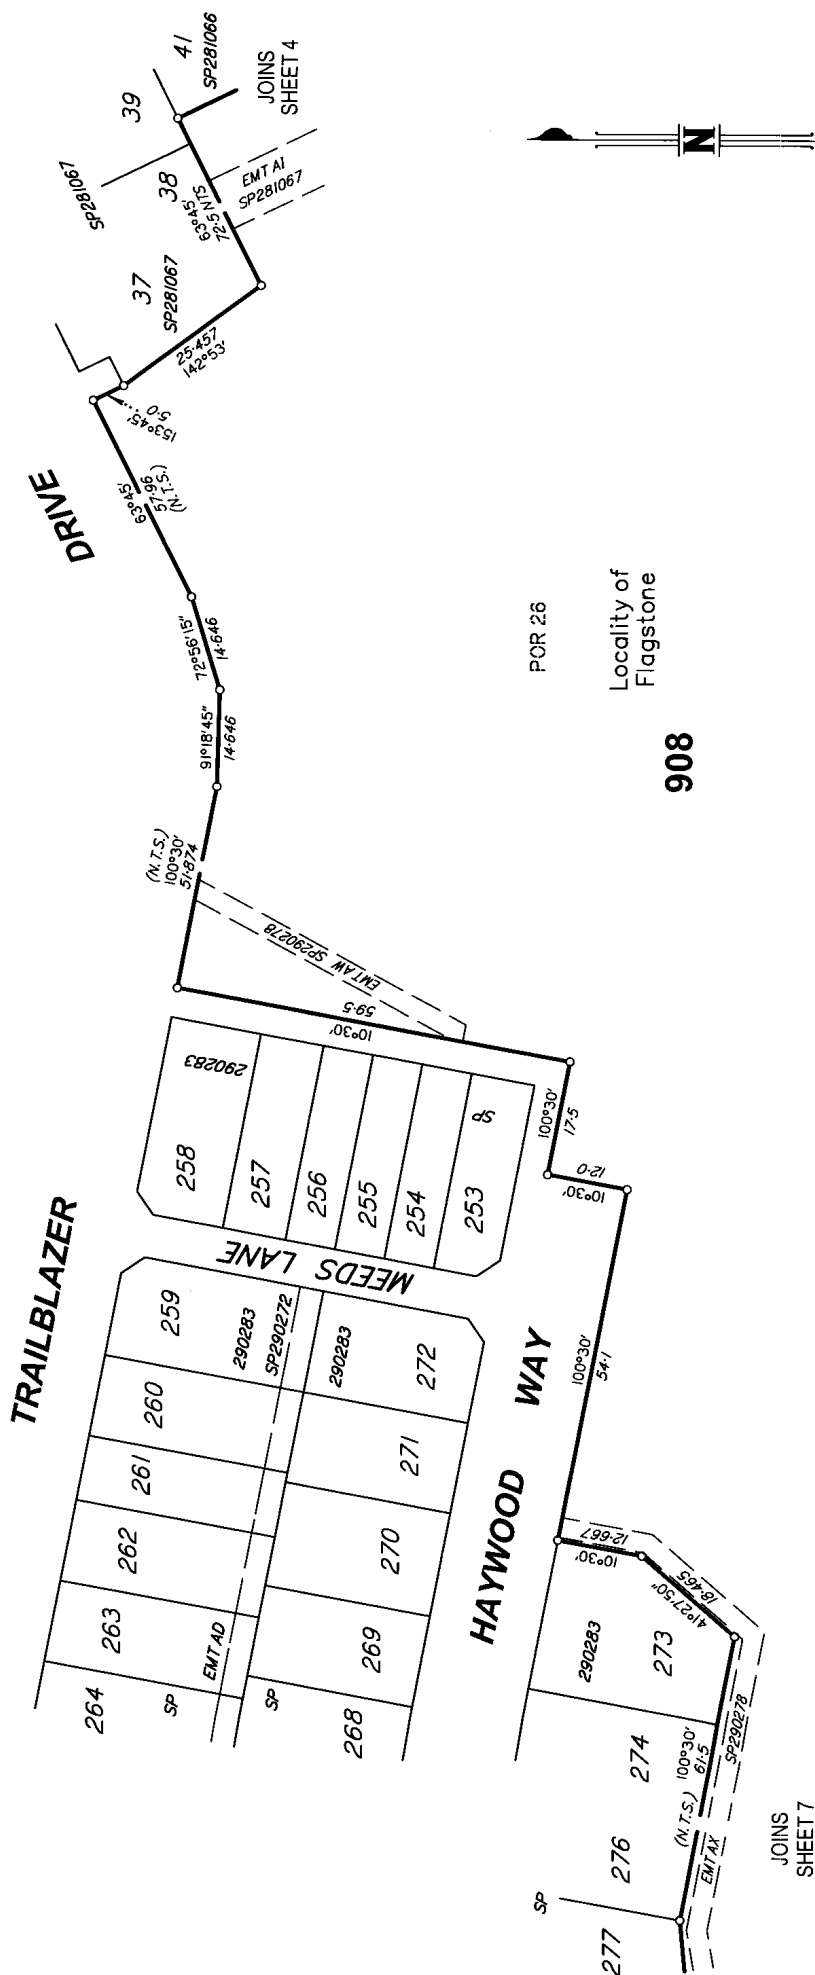 41
SP281066
JOINS
SHEET 4
39
SP281067
38
63°45'
72·5 NTS
EMT AI
SP281067
37
SP281067
25·457
142°53'
153°45'
5·0
DRIVE
63°45'
57·96
(N.T.S.)
72°56'15"
14·646
91°18'45"
14·646
(N.T.S.)
100°30'
51·874
N
POR 26
Locality of
Flagstone
908
EMT AW SP290278
59·5
10°30'
290283
258
257
256
255
254
253
SP
100°30'
17·5
10°30'
12·0
TRAILBLAZER
MEEDS LANE
259
290283
SP290272
290283
272
260
271
261
270
262
269
263
EMT AD
264
SP
SP
268
HAYWOOD WAY
100°30'
54·1
10°30'
12·667
41°27'50"
18·465
290283
273
274
100°30'
61·5
(N.T.S.)
SP290278
EMT AX
276
SP
277
JOINS
SHEET 7